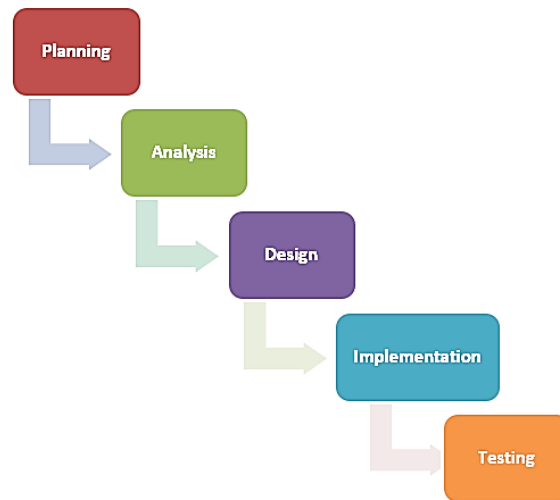 Planning
Analysis
Design
Implementation
Testing